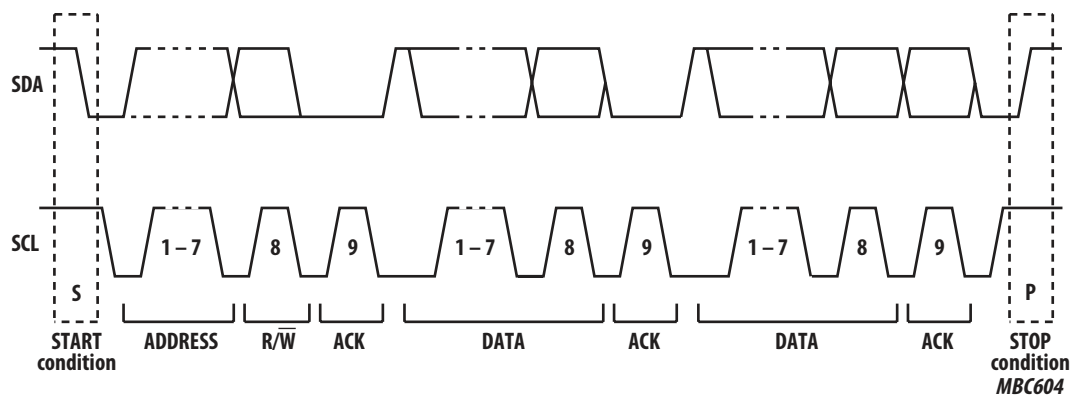 SDA
SCL
1 – 7
8
9
1 – 7
8
9
1 – 7
8
9
S
P
START
condition
ADDRESS
R/W̅
ACK
DATA
ACK
DATA
ACK
STOP
condition
MBC604